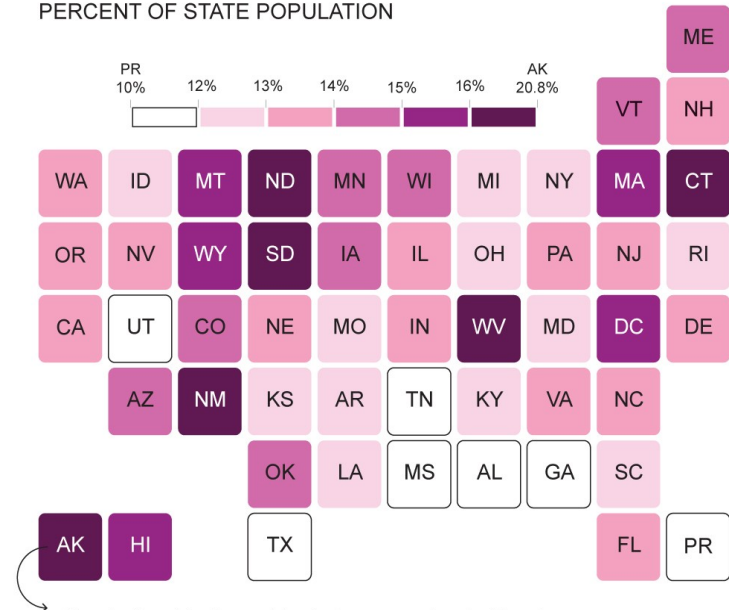 PERCENT OF STATE POPULATION
ME
PR AK
10% 12% 13% 14% 15% 16% 20.8%
VT NH
WA ID MT ND MN WI MI NY MA CT
OR NV WY SD IA IL OH PA NJ RI
CA UT CO NE MO IN WV MD DC DE
AZ NM KS AR TN KY VA NC
OK LA MS AL GA SC
AK HI TX FL PR